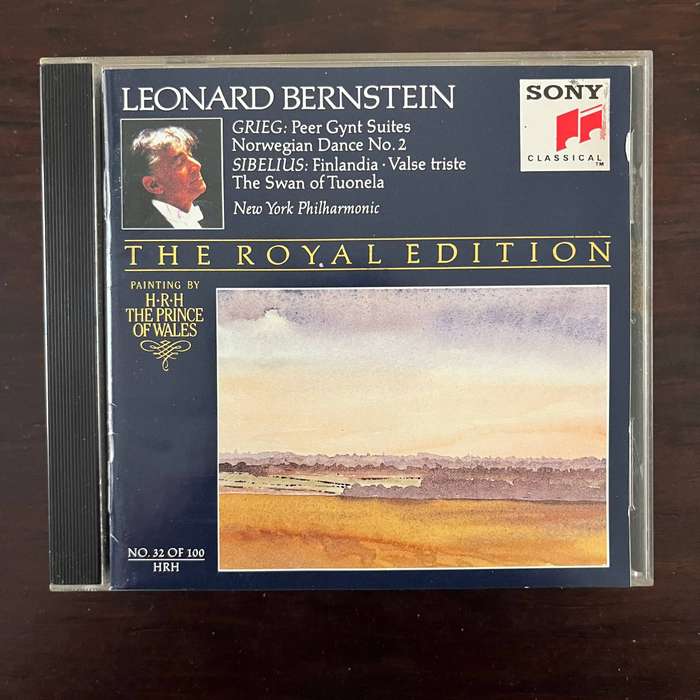 LEONARD BERNSTEIN
GRIEG: Peer Gynt Suites
Norwegian Dance No. 2
SIBELIUS: Finlandia · Valse triste
The Swan of Tuonela
New York Philharmonic
SONY
CLASSICAL™
THE ROYAL EDITION
PAINTING BY
H·R·H
THE PRINCE
OF WALES
NO. 32 OF 100
HRH